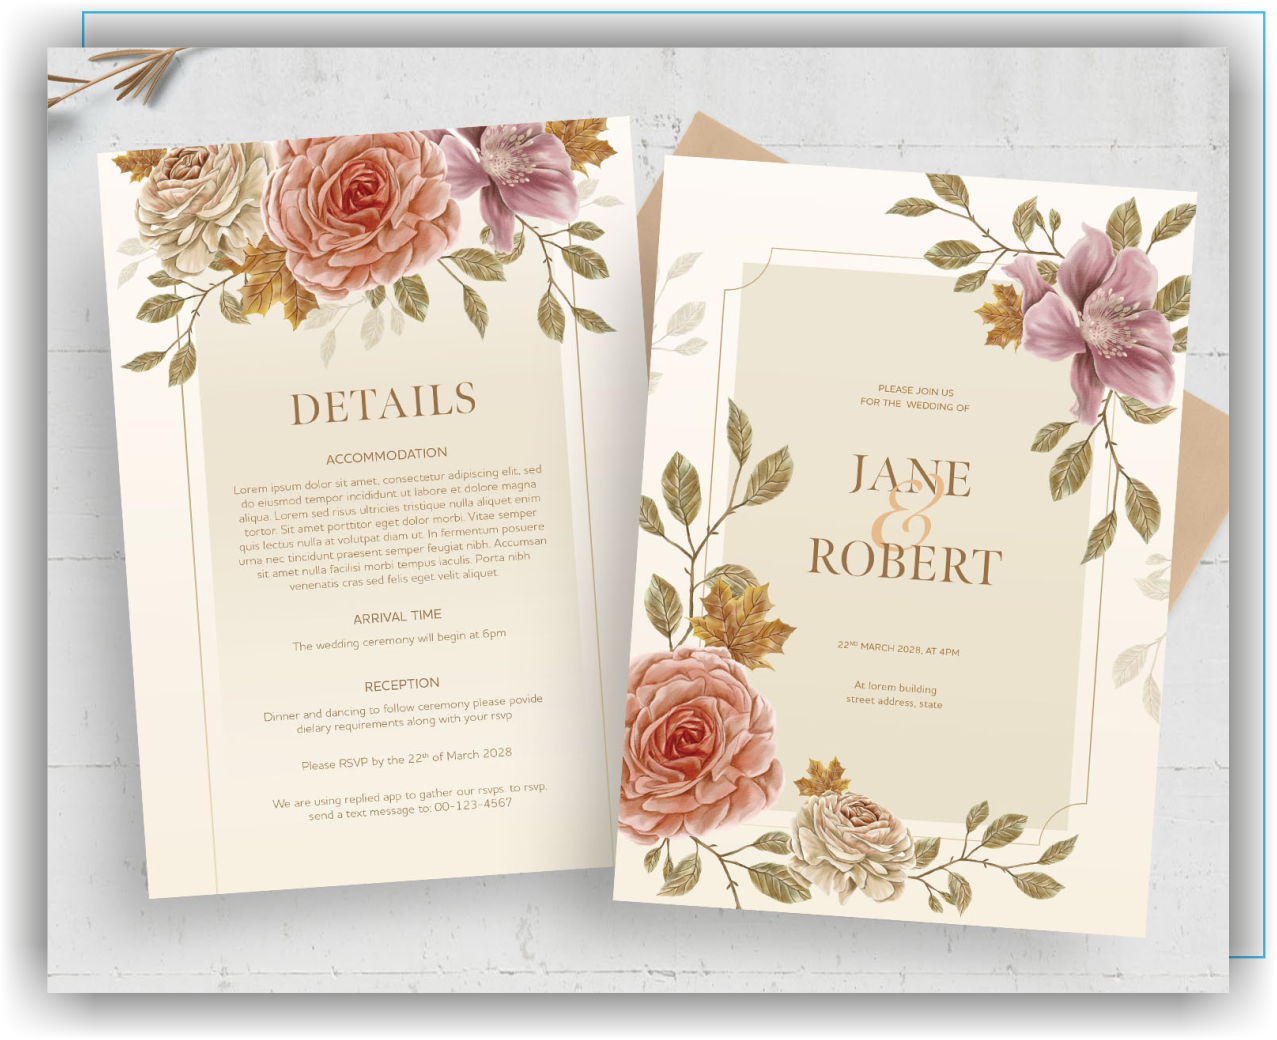 DETAILS
ACCOMMODATION
Lorem ipsum dolor sit amet, consectetur adipiscing elit, sed
do eiusmod tempor incididunt ut labore et dolore magna
aliqua. Lorem sed risus ultricies tristique nulla aliquet enim
tortor. Sit amet porttitor eget dolor morbi. Vitae semper
quis lectus nulla at volutpat diam ut. In fermentum posuere
urna nec tincidunt praesent semper feugiat nibh. Accumsan
sit amet nulla facilisi morbi tempus iaculis. Porta nibh
venenatis cras sed felis eget velit aliquet.
ARRIVAL TIME
The wedding ceremony will begin at 6pm
RECEPTION
Dinner and dancing to follow ceremony please povide
dielary requirements along with your rsvp
Please RSVP by the 22th of March 2028
We are using replied app to gather our rsvps. to rsvp,
send a text message to: 00-123-4567
PLEASE JOIN US
FOR THE WEDDING OF
JANE
&
ROBERT
22ND MARCH 2028, AT 4PM
At lorem building
street address, state